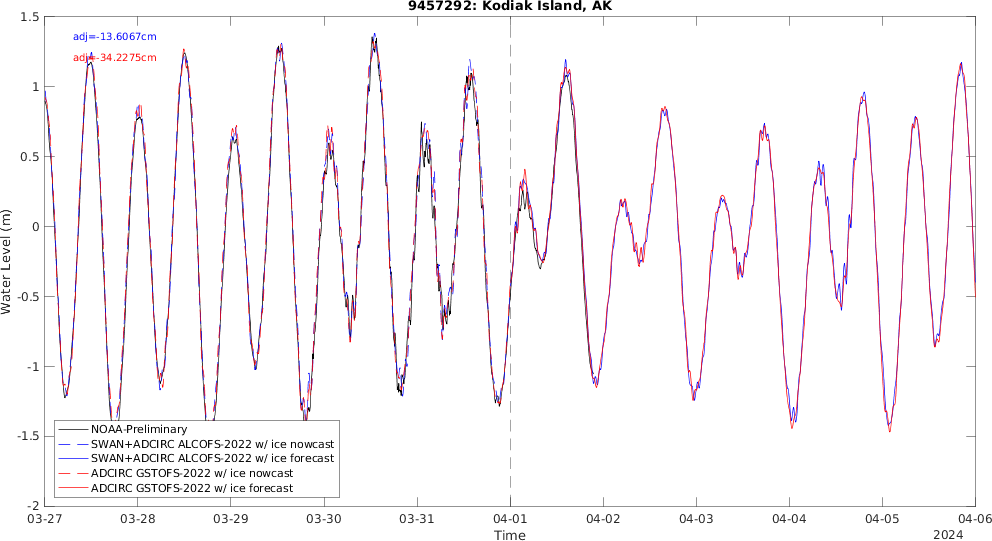 9457292: Kodiak Island, AK
adj=-13.6067cm
adj=-34.2275cm
1.5
1
0.5
0
-0.5
-1
-1.5
-2
Water Level (m)
NOAA-Preliminary
SWAN+ADCIRC ALCOFS-2022 w/ ice nowcast
SWAN+ADCIRC ALCOFS-2022 w/ ice forecast
ADCIRC GSTOFS-2022 w/ ice nowcast
ADCIRC GSTOFS-2022 w/ ice forecast
03-27 03-28 03-29 03-30 03-31 04-01 04-02 04-03 04-04 04-05 04-06
Time
2024